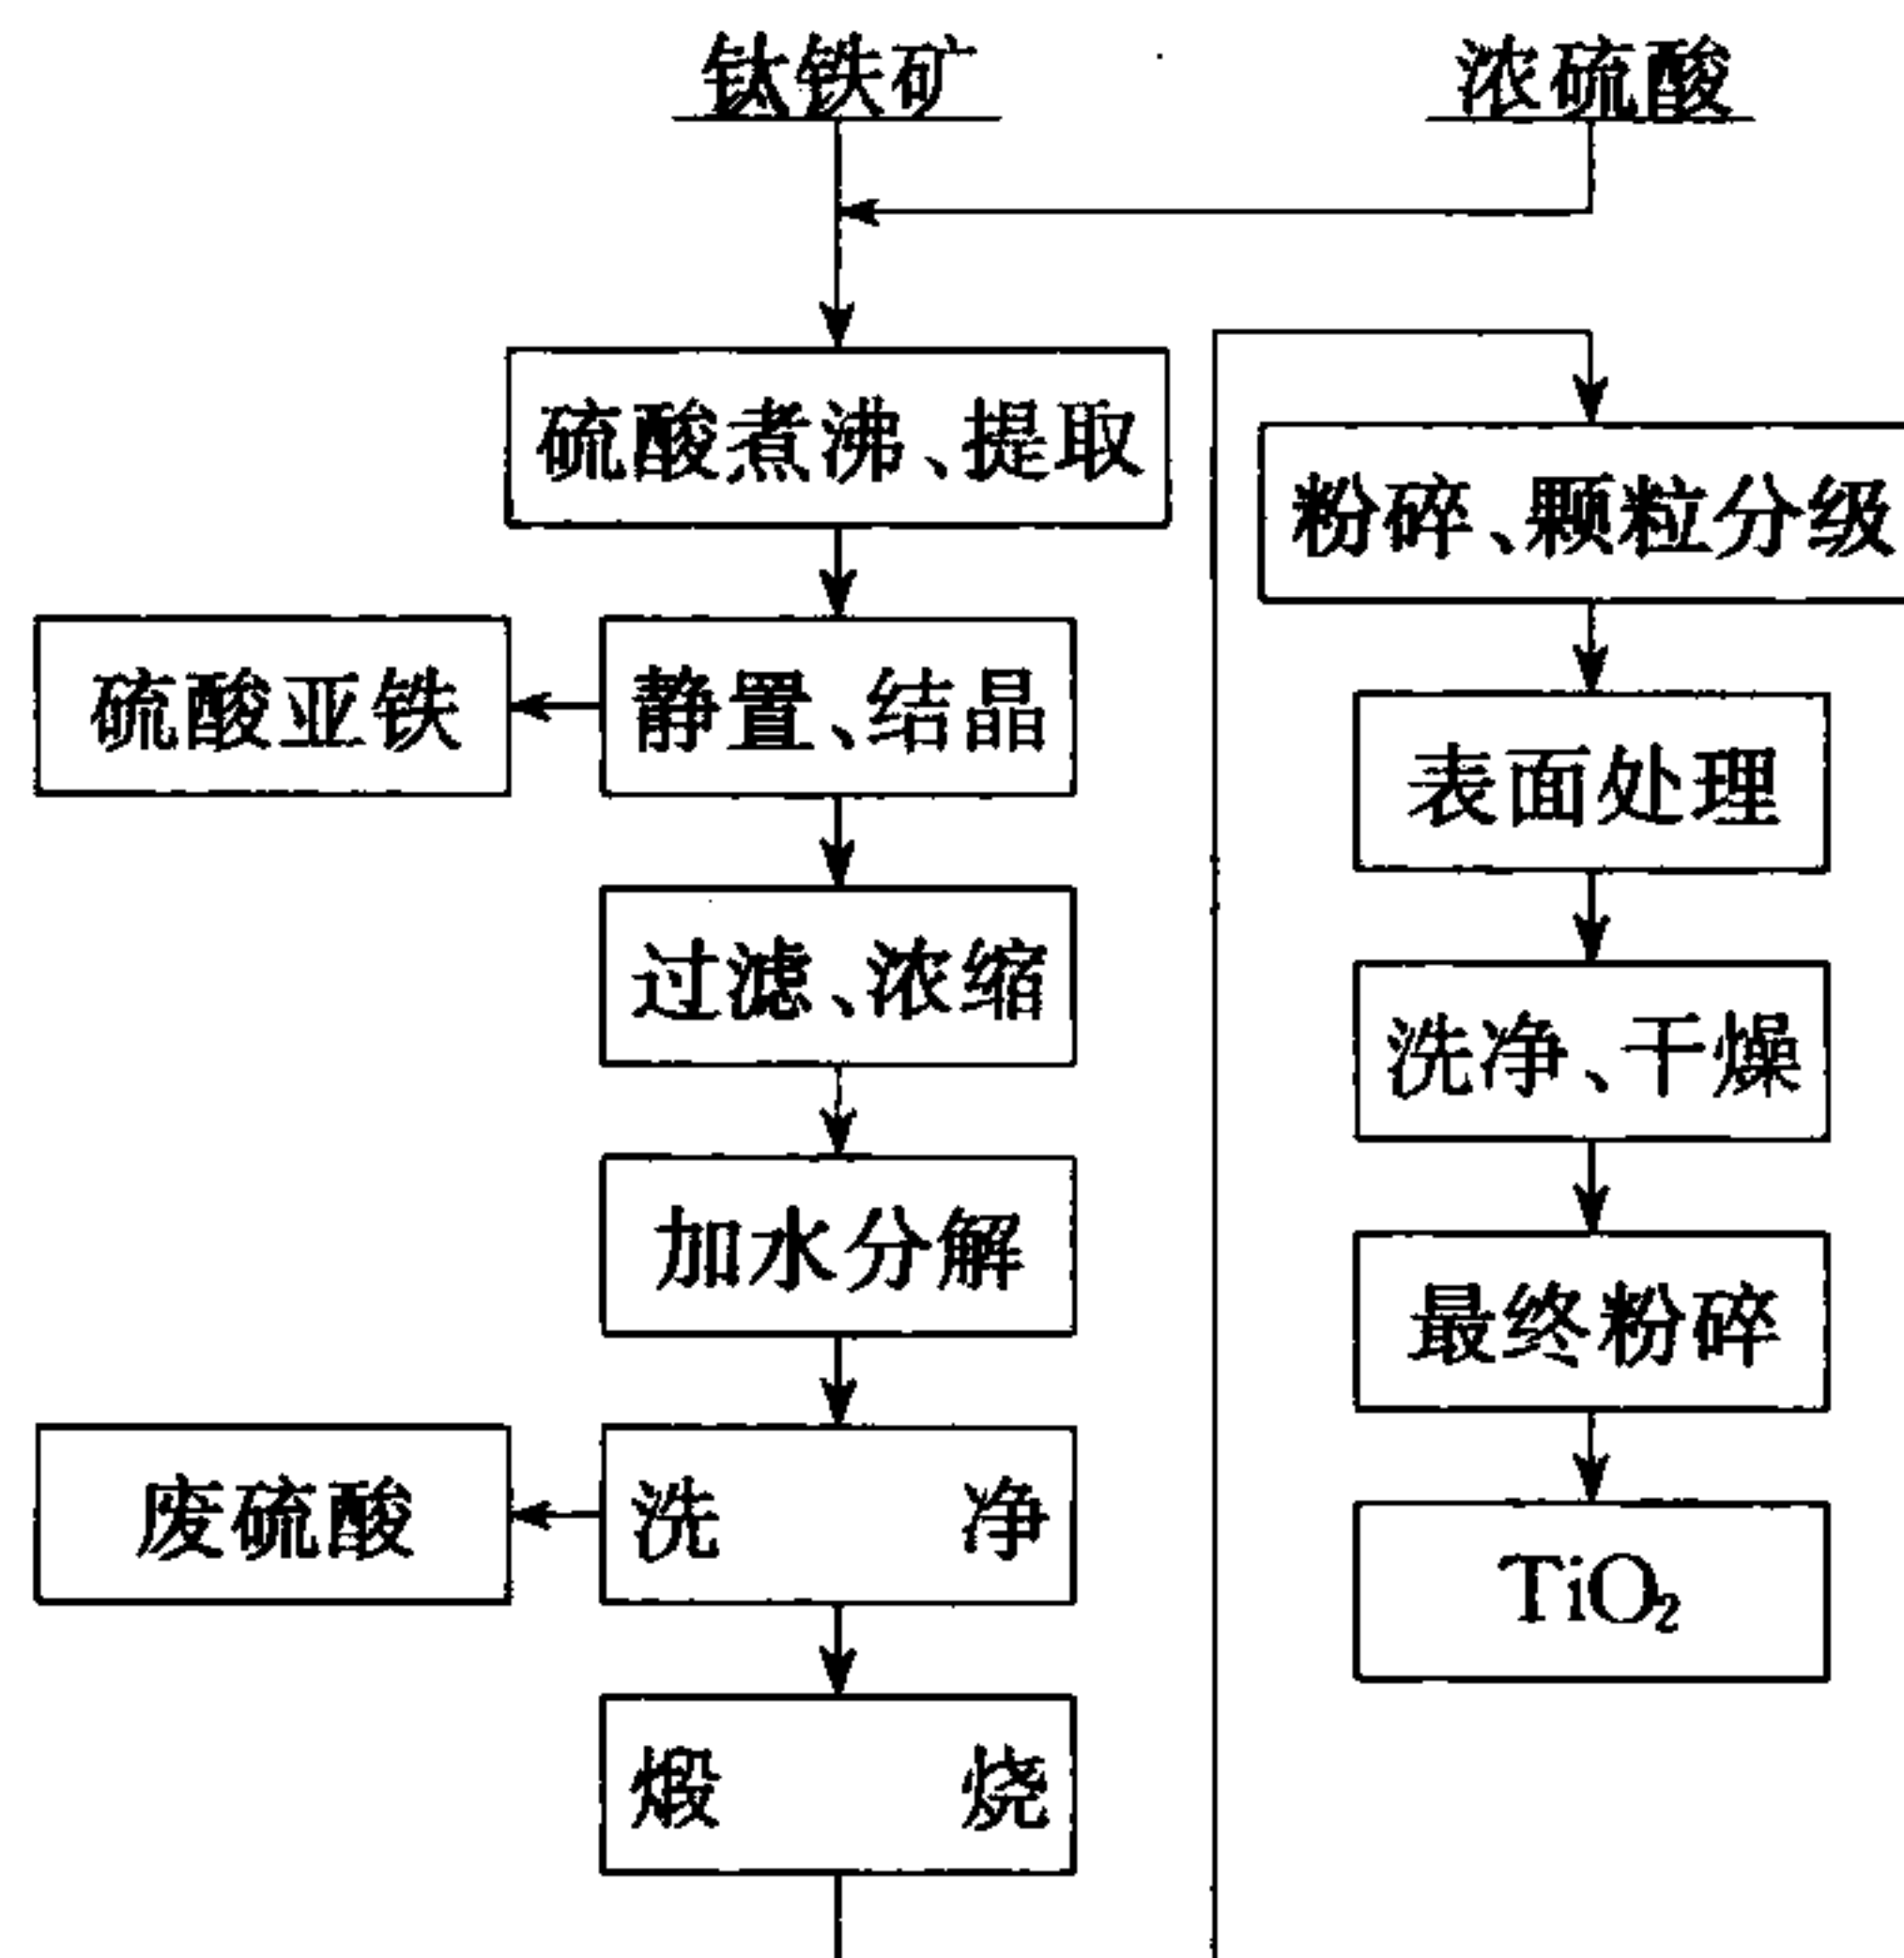 钛铁矿
浓硫酸
硫酸煮沸、提取
硫酸亚铁
静置、结晶
过滤、浓缩
加水分解
废硫酸
洗 净
煅 烧
粉碎、颗粒分级
表面处理
洗净、干燥
最终粉碎
TiO₂